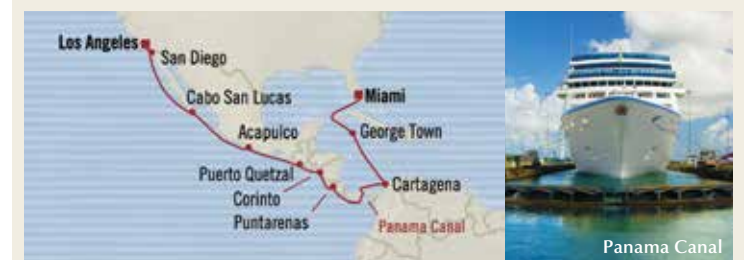 Los Angeles
San Diego
Cabo San Lucas
Acapulco
Puerto Quetzal
Corinto
Puntarenas
Miami
George Town
Cartagena
Panama Canal
Panama Canal